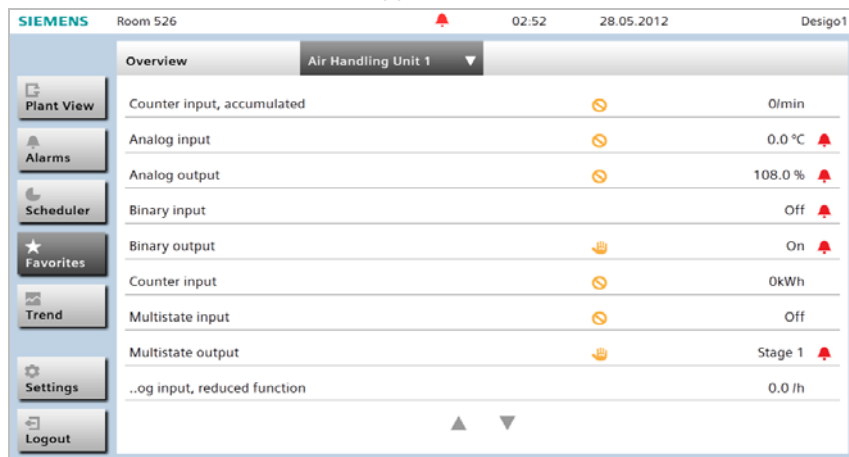 SIEMENS Room 526 02:52 28.05.2012 Desigo1
Overview Air Handling Unit 1
Plant View
Alarms
Scheduler
Favorites
Trend
Settings
Logout
Counter input, accumulated 0/min
Analog input 0.0 °C
Analog output 108.0 %
Binary input Off
Binary output On
Counter input 0kWh
Multistate input Off
Multistate output Stage 1
..og input, reduced function 0.0 /h